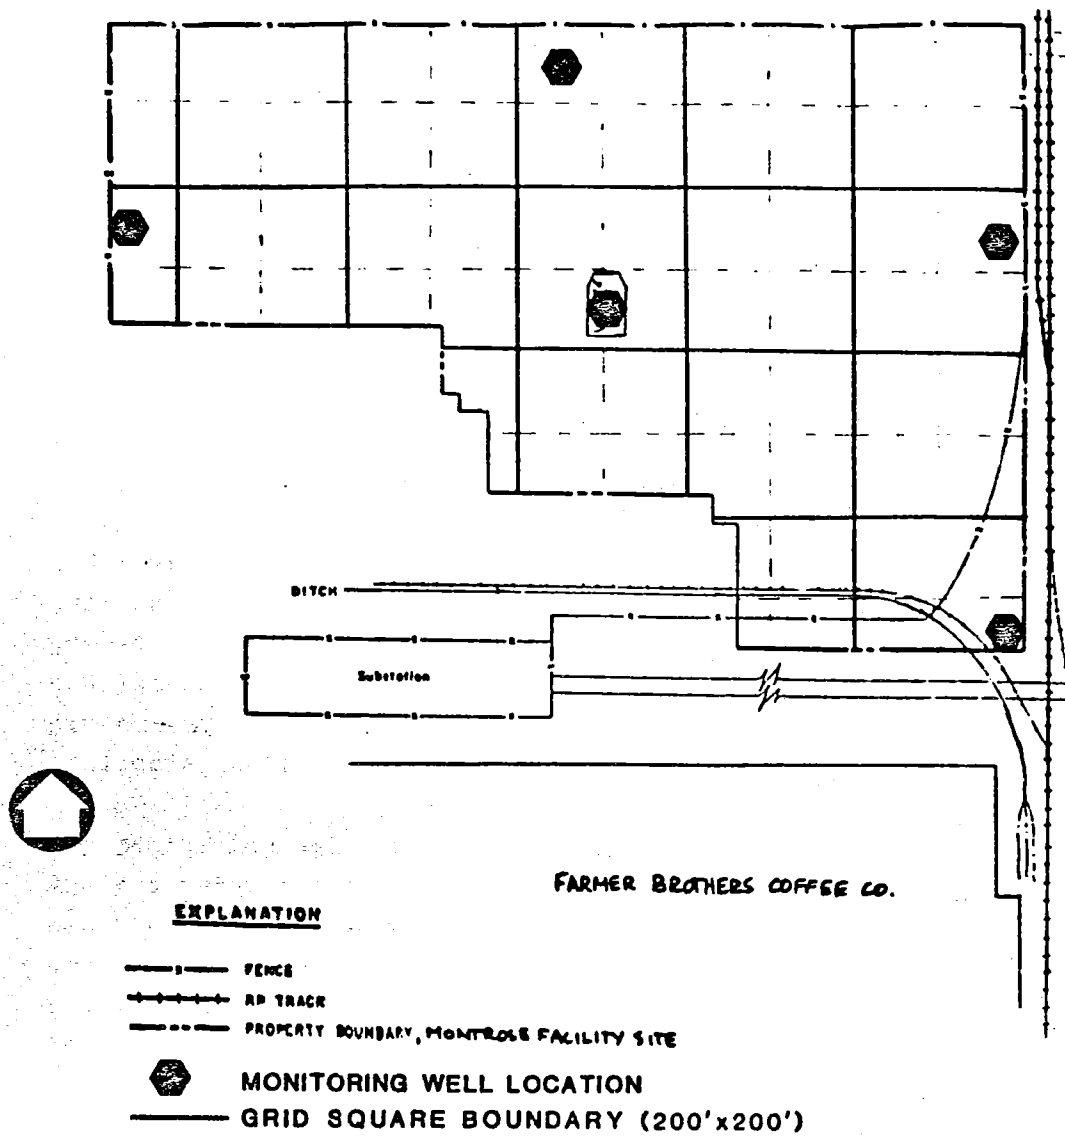 DITCH
Substation
FARMER BROTHERS COFFEE CO.
EXPLANATION
FENCE
RR TRACK
PROPERTY BOUNDARY, MONTROSE FACILITY SITE
MONITORING WELL LOCATION
GRID SQUARE BOUNDARY (200'x200')